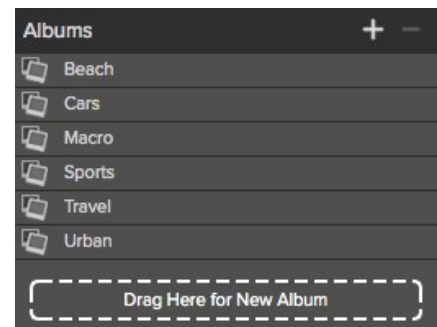 Albums
Beach
Cars
Macro
Sports
Travel
Urban
Drag Here for New Album